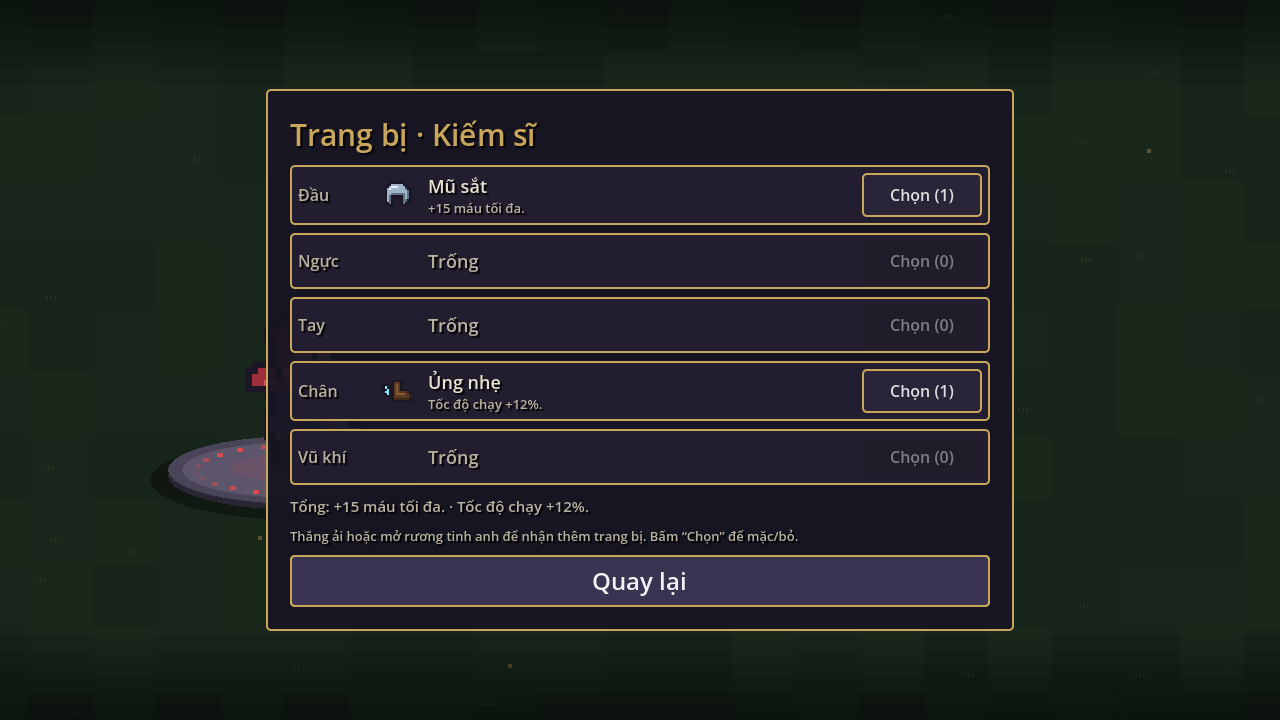 Trang bị · Kiếm sĩ
Đầu
Mũ sắt
+15 máu tối đa.
Chọn (1)
Ngực
Trống
Chọn (0)
Tay
Trống
Chọn (0)
Chân
Ủng nhẹ
Tốc độ chạy +12%.
Chọn (1)
Vũ khí
Trống
Chọn (0)
Tổng: +15 máu tối đa. · Tốc độ chạy +12%.
Thắng ải hoặc mở rương tinh anh để nhận thêm trang bị. Bấm “Chọn” để mặc/bỏ.
Quay lại